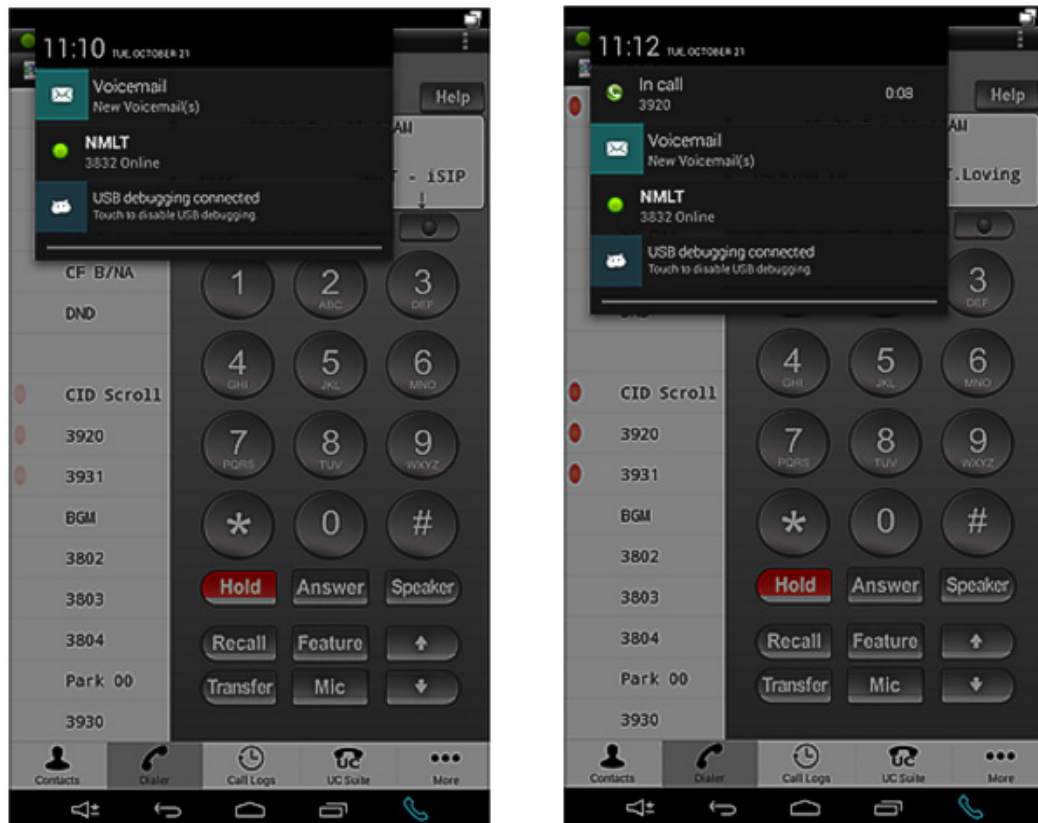 11:10 TUE, OCTOBER 21
Voicemail
New Voicemail(s)
NMLT
3832 Online
USB debugging connected
Touch to disable USB debugging.
Help
AM
- iSIP
CF B/NA
DND
CID Scroll
3920
3931
BGM
3802
3803
3804
Park 00
3930
1
2 ABC
3 DEF
4 GHI
5 JKL
6 MNO
7 PQRS
8 TUV
9 WXYZ
* 0 #
Hold Answer Speaker
Recall Feature
Transfer Mic
Contacts Dialer Call Logs UC Suite More
11:12 TUE, OCTOBER 21
In call 0:08
3920
Voicemail
New Voicemail(s)
NMLT
3832 Online
USB debugging connected
Touch to disable USB debugging.
Help
AM
T.Loving
CID Scroll
3920
3931
BGM
3802
3803
3804
Park 00
3930
3 DEF
4 GHI
5 JKL
6 MNO
7 PQRS
8 TUV
9 WXYZ
* 0 #
Hold Answer Speaker
Recall Feature
Transfer Mic
Contacts Dialer Call Logs UC Suite More